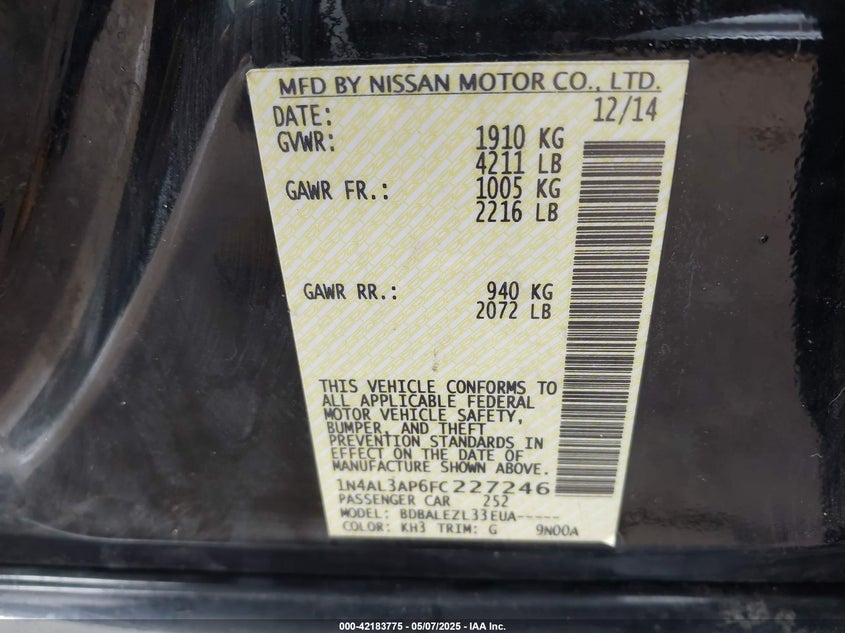 MFD BY NISSAN MOTOR CO., LTD.
DATE: 12/14
GVWR: 1910 KG
4211 LB
GAWR FR.: 1005 KG
2216 LB
GAWR RR.: 940 KG
2072 LB
THIS VEHICLE CONFORMS TO
ALL APPLICABLE FEDERAL
MOTOR VEHICLE SAFETY,
BUMPER, AND THEFT
PREVENTION STANDARDS IN
EFFECT ON THE DATE OF
MANUFACTURE SHOWN ABOVE.
1N4AL3AP6FC227246
PASSENGER CAR 252
MODEL: BDBALEZL33EUA-----
COLOR: KH3 TRIM: G 9N00A
000-42183775 - 05/07/2025 - IAA Inc.